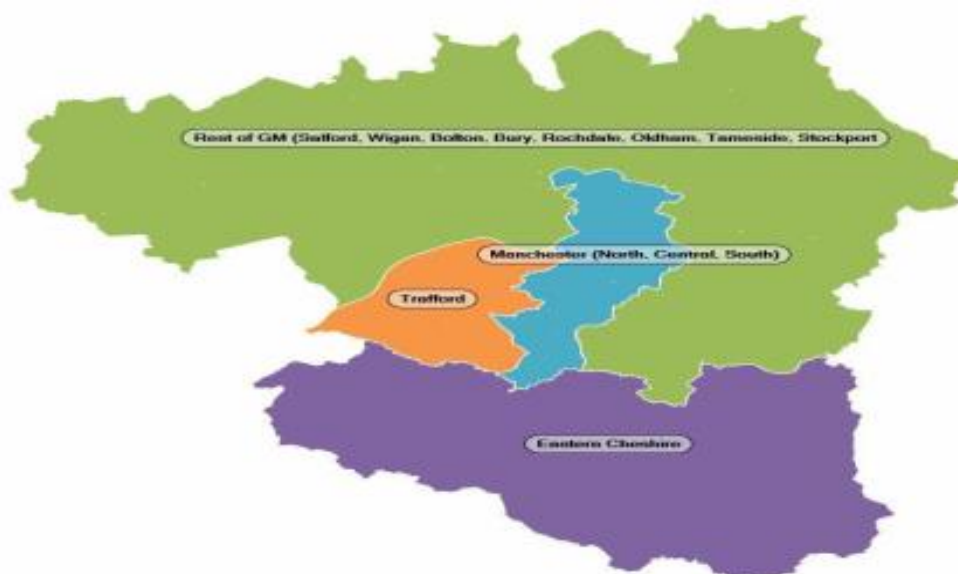 Rest of GM (Salford, Wigan, Bolton, Bury, Rochdale, Oldham, Tameside, Stockport
Manchester (North, Central, South)
Trafford
Eastern Cheshire